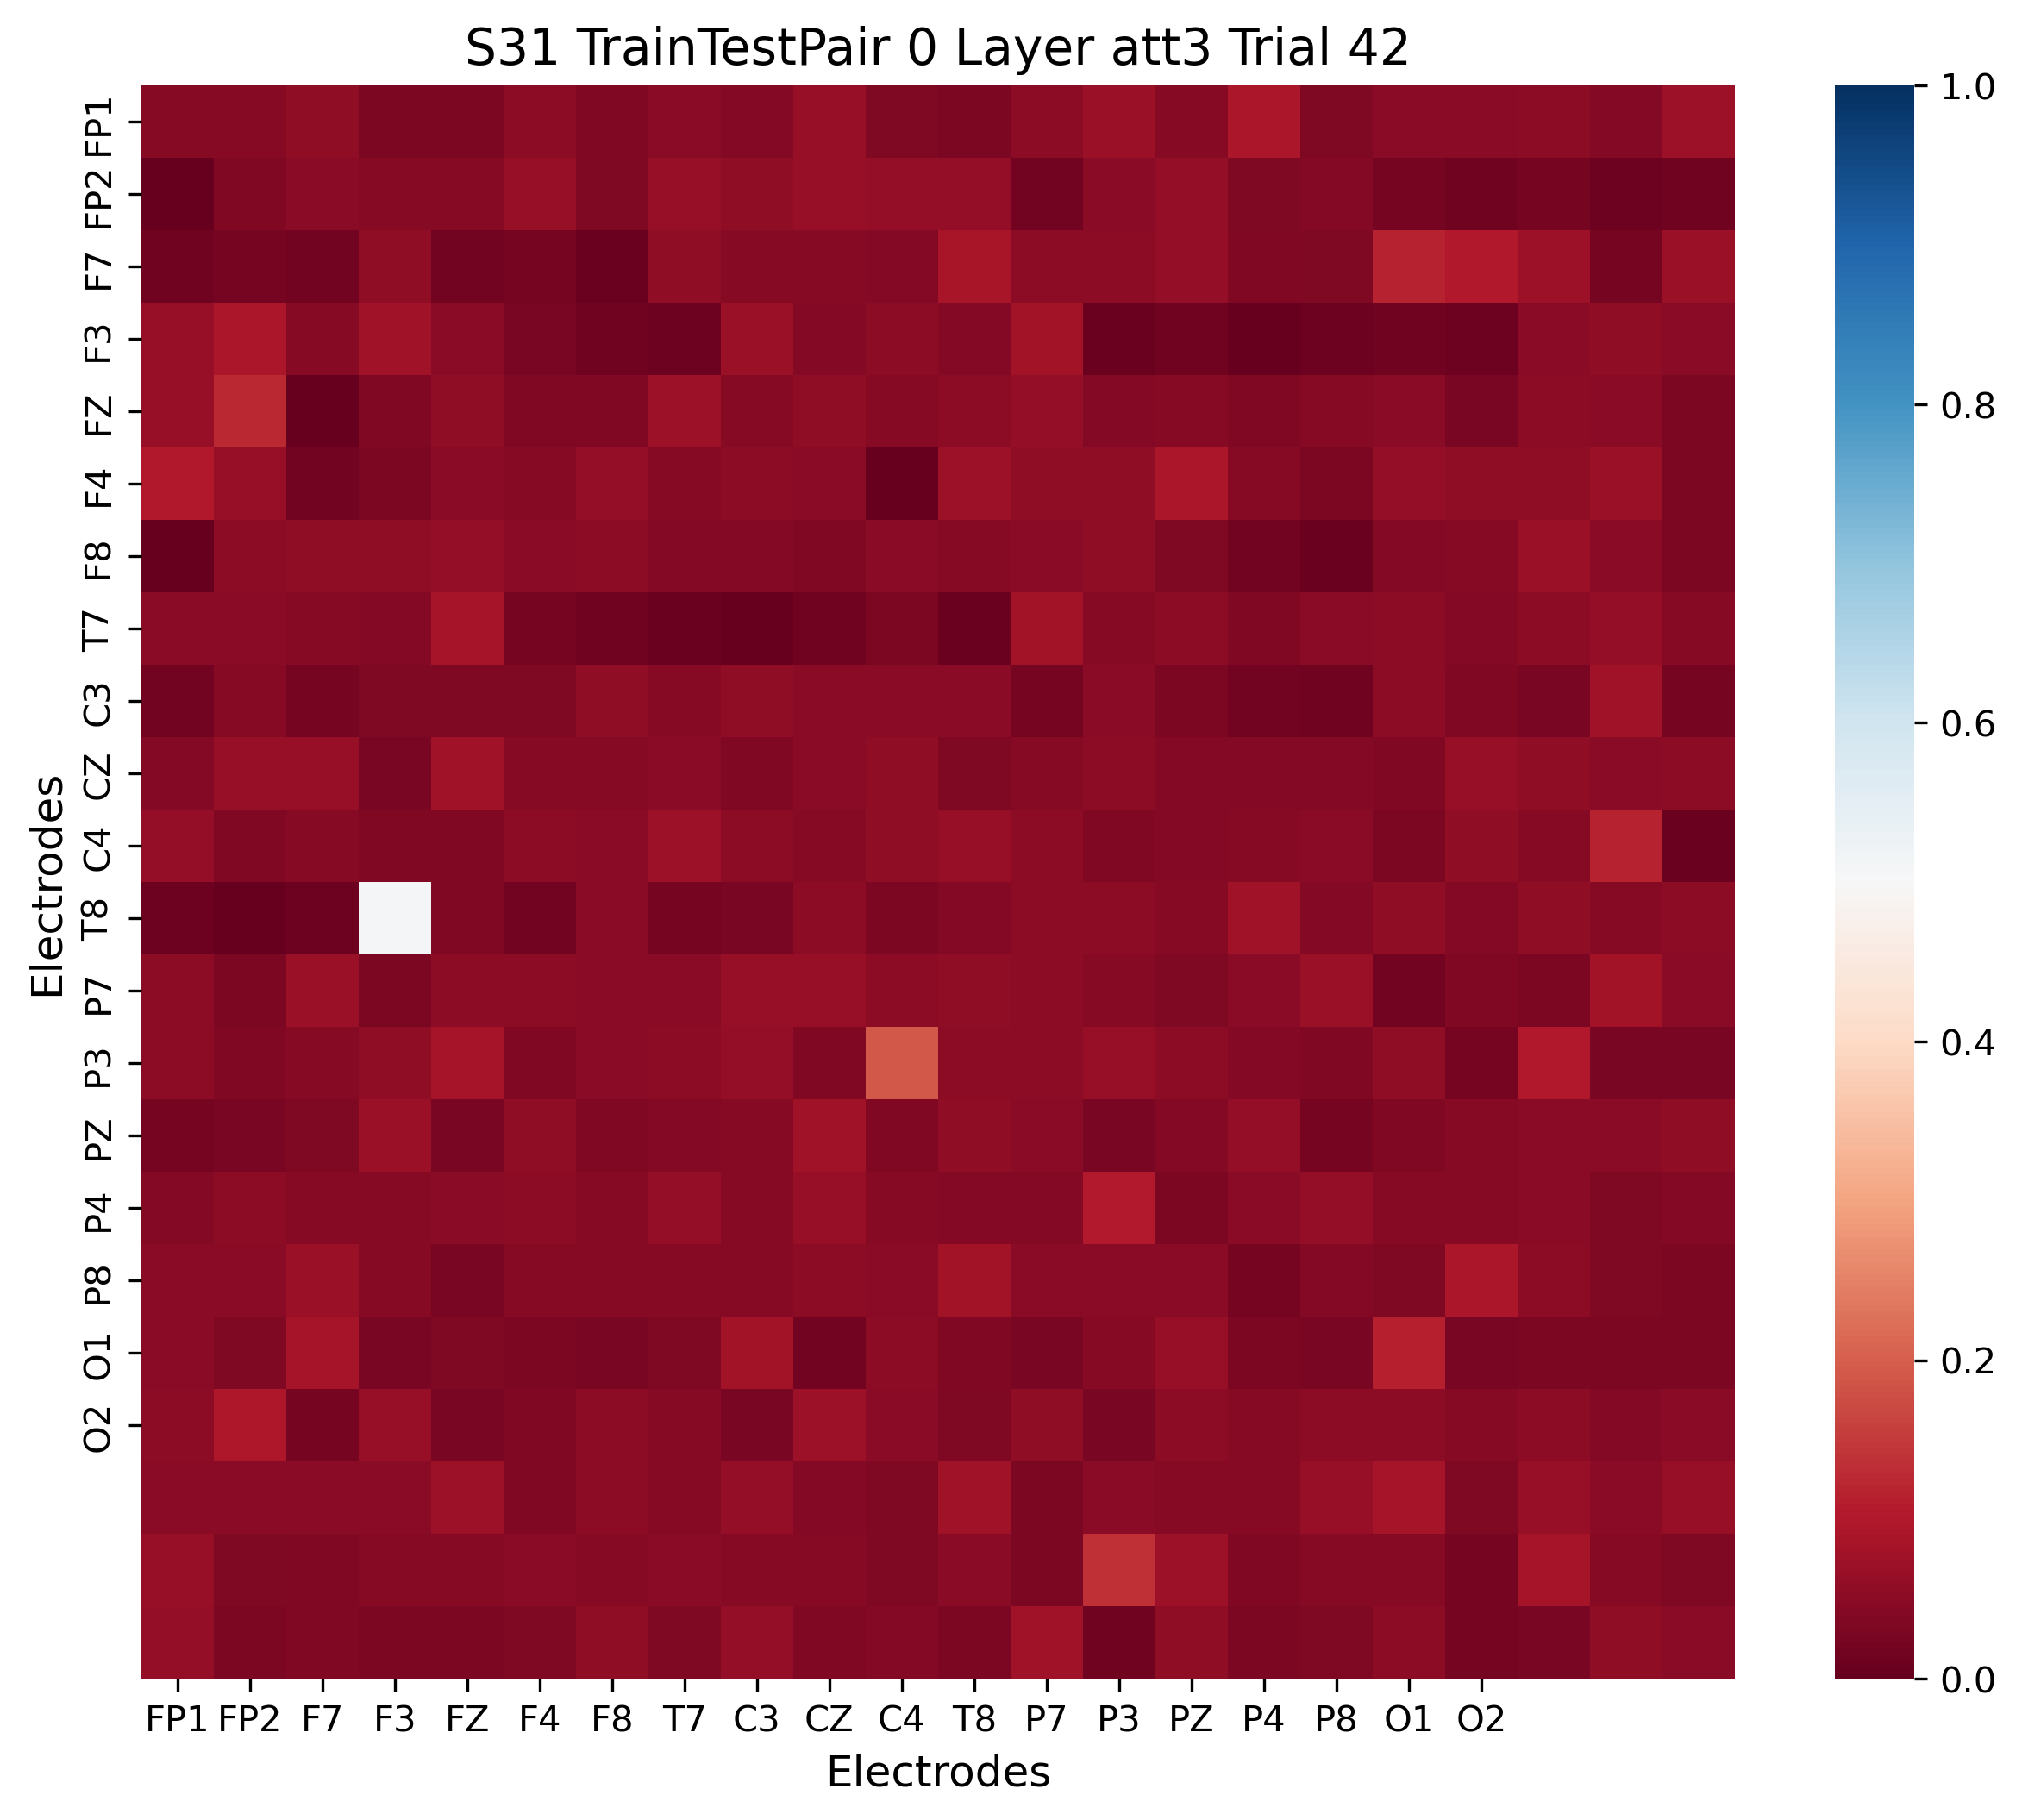 S31 TrainTestPair 0 Layer att3 Trial 42
Electrodes
FP1
FP2
F7
F3
FZ
F4
F8
T7
C3
CZ
C4
T8
P7
P3
PZ
P4
P8
O1
O2
FP1 FP2 F7 F3 FZ F4 F8 T7 C3 CZ C4 T8 P7 P3 PZ P4 P8 O1 O2
Electrodes
1.0
0.8
0.6
0.4
0.2
0.0